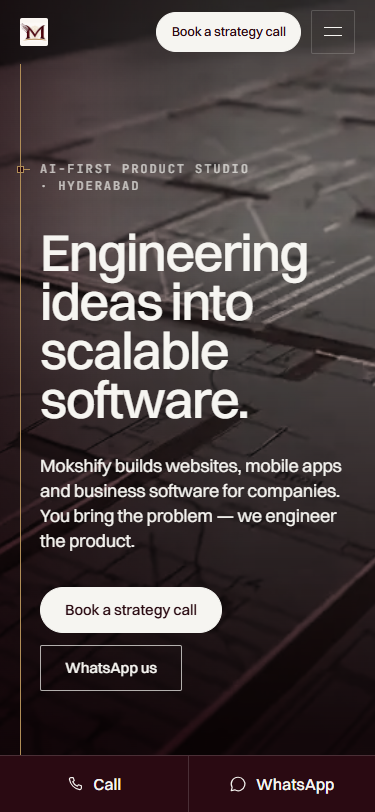 M
Book a strategy call
AI-FIRST PRODUCT STUDIO
· HYDERABAD
Engineering
ideas into
scalable
software.
Mokshify builds websites, mobile apps
and business software for companies.
You bring the problem — we engineer
the product.
Book a strategy call
WhatsApp us
Call
WhatsApp